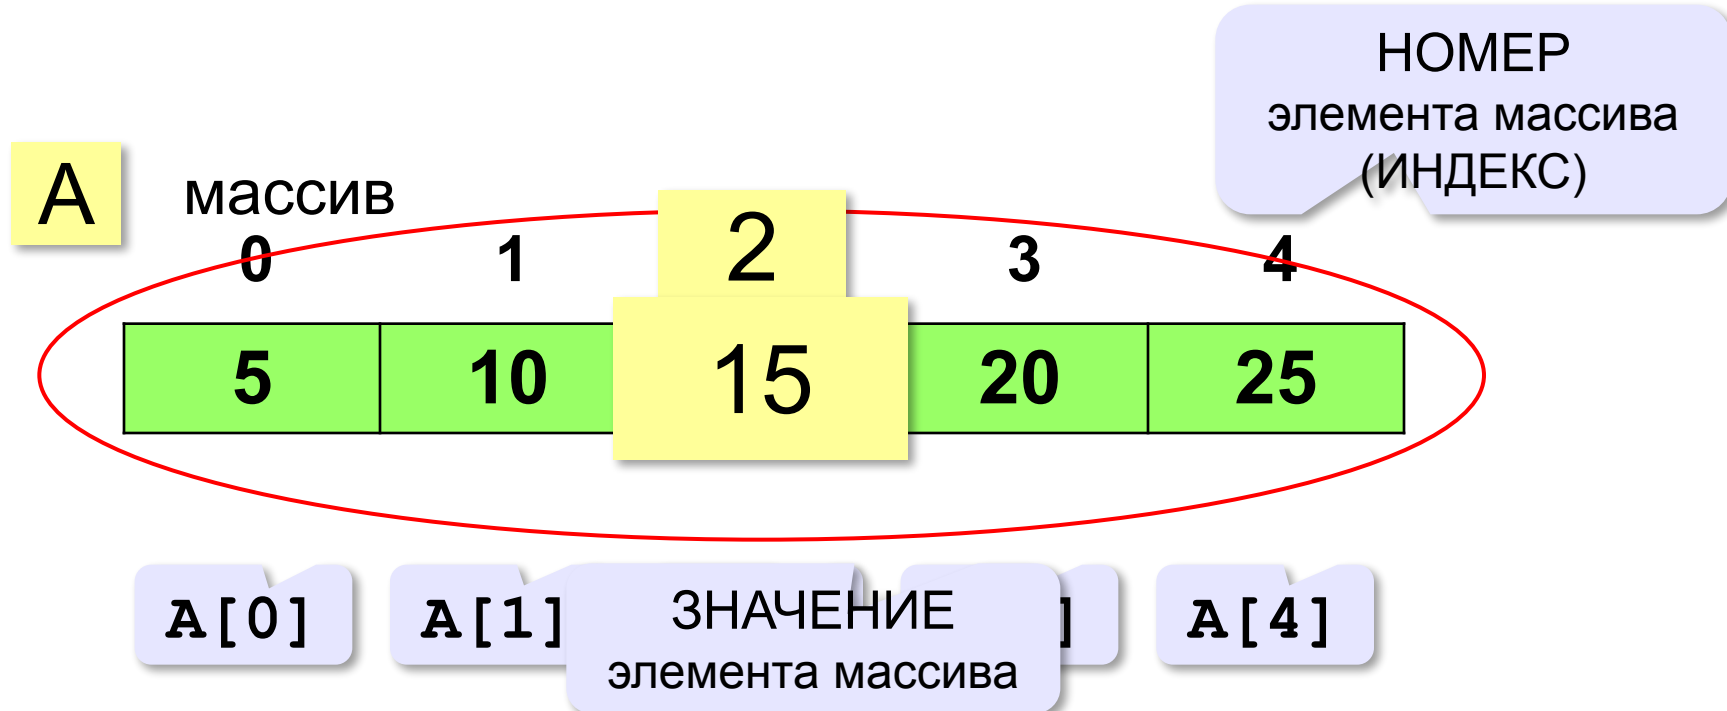 НОМЕР
элемента массива
(ИНДЕКС)
A массив
0 1 2 3 4
5 10 15 20 25
A[0] A[1] ] A[4]
ЗНАЧЕНИЕ
элемента массива